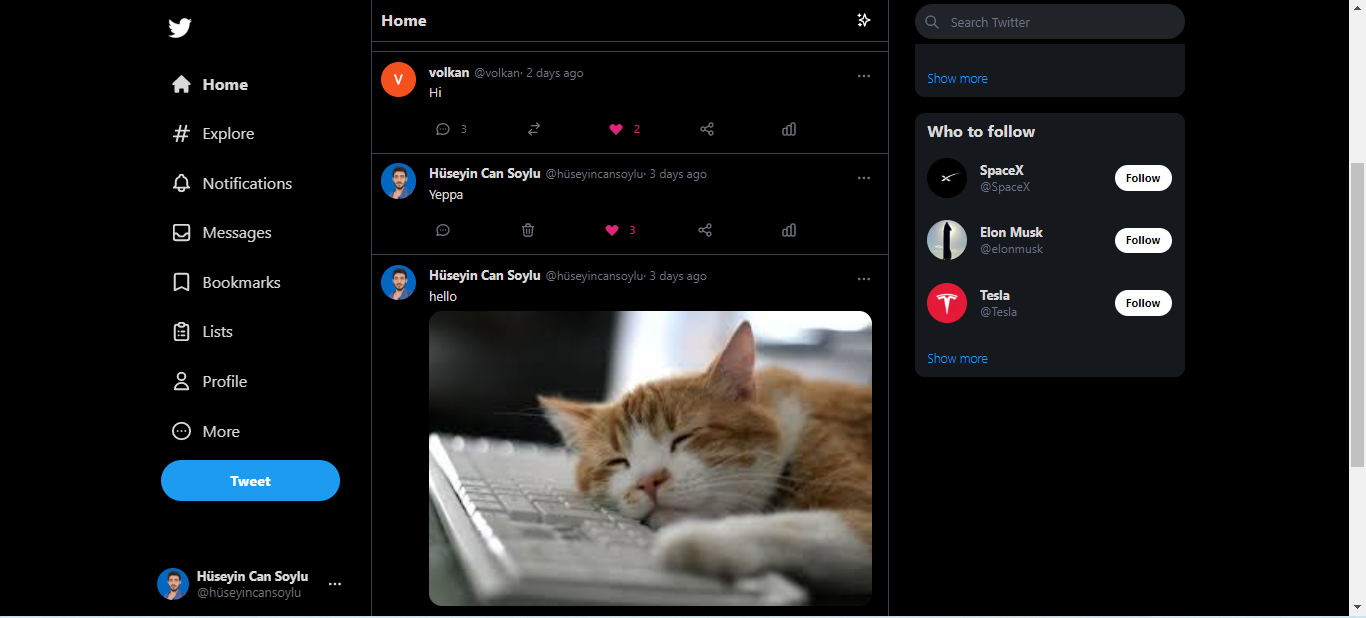 Home
Explore
Notifications
Messages
Bookmarks
Lists
Profile
More
Tweet
Hüseyin Can Soylu
@hüseyincansoylu
Home
V
volkan @volkan· 2 days ago
Hi
3
2
Hüseyin Can Soylu @hüseyincansoylu· 3 days ago
Yeppa
3
Hüseyin Can Soylu @hüseyincansoylu· 3 days ago
hello
Search Twitter
Show more
Who to follow
SpaceX
@SpaceX
Follow
Elon Musk
@elonmusk
Follow
Tesla
@Tesla
Follow
Show more